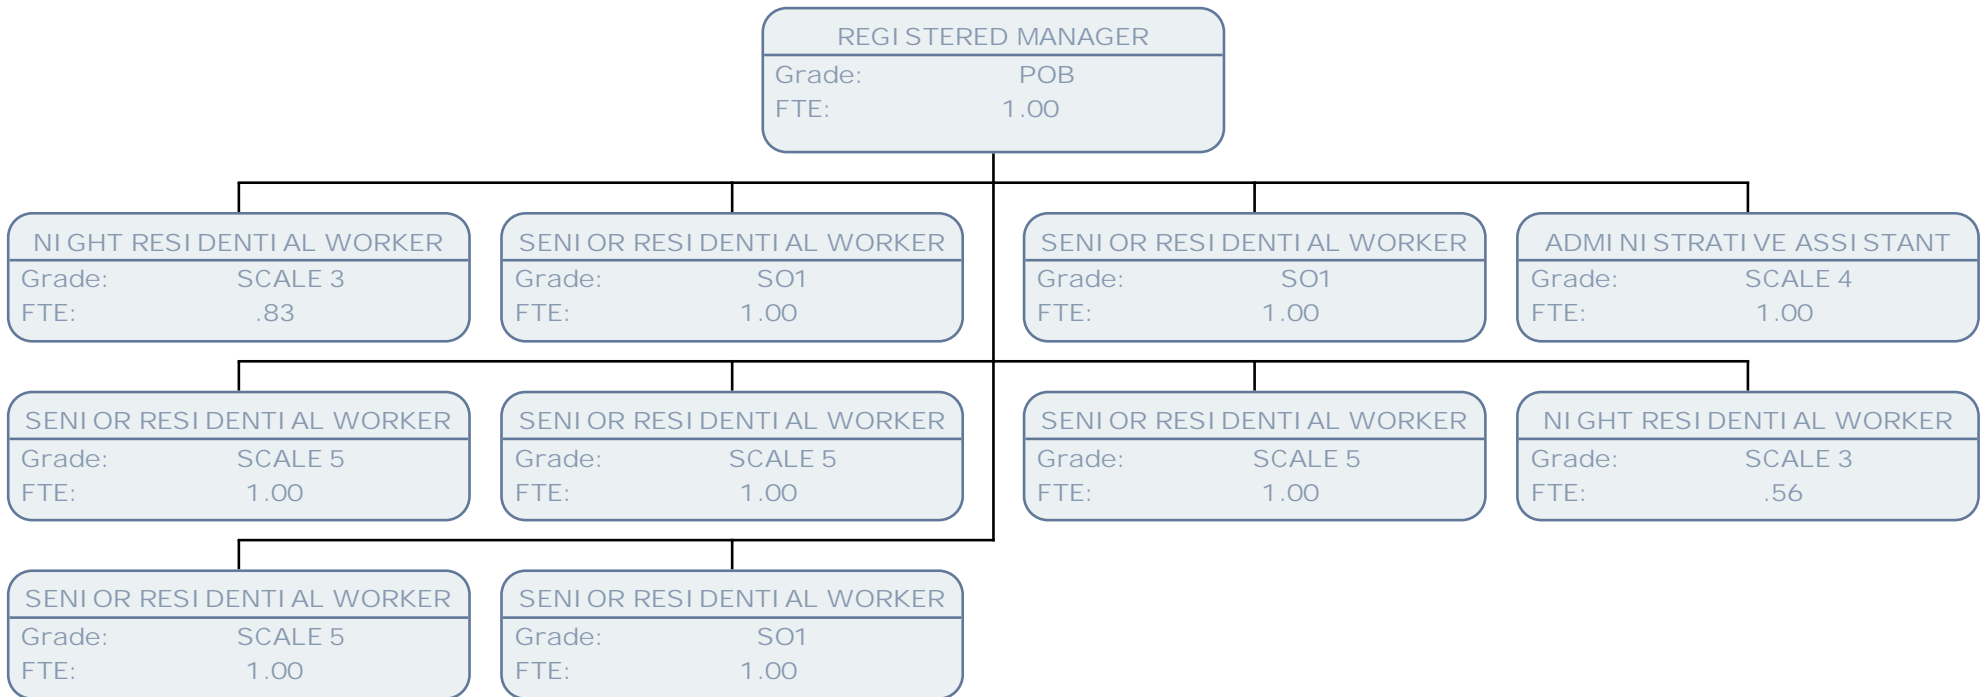 REGISTERED MANAGER
Grade: POB
FTE: 1.00
NIGHT RESIDENTIAL WORKER
Grade: SCALE 3
FTE: .83
SENIOR RESIDENTIAL WORKER
Grade: SO1
FTE: 1.00
SENIOR RESIDENTIAL WORKER
Grade: SO1
FTE: 1.00
ADMINISTRATIVE ASSISTANT
Grade: SCALE 4
FTE: 1.00
SENIOR RESIDENTIAL WORKER
Grade: SCALE 5
FTE: 1.00
SENIOR RESIDENTIAL WORKER
Grade: SCALE 5
FTE: 1.00
SENIOR RESIDENTIAL WORKER
Grade: SCALE 5
FTE: 1.00
NIGHT RESIDENTIAL WORKER
Grade: SCALE 3
FTE: .56
SENIOR RESIDENTIAL WORKER
Grade: SCALE 5
FTE: 1.00
SENIOR RESIDENTIAL WORKER
Grade: SO1
FTE: 1.00